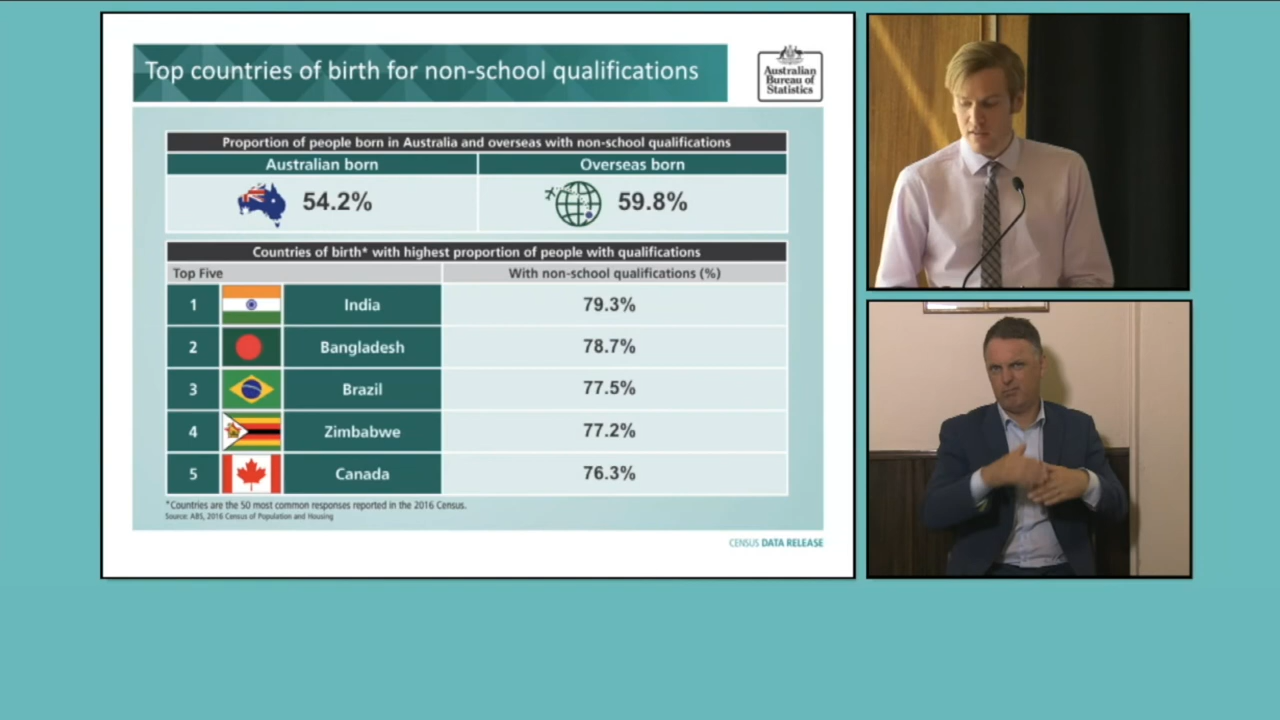 Top countries of birth for non-school qualifications
Australian
Bureau of
Statistics
Proportion of people born in Australia and overseas with non-school qualifications
Australian born
Overseas born
54.2%
59.8%
Countries of birth* with highest proportion of people with qualifications
Top Five
With non-school qualifications (%)
1 India 79.3%
2 Bangladesh 78.7%
3 Brazil 77.5%
4 Zimbabwe 77.2%
5 Canada 76.3%
*Countries are the 50 most common responses reported in the 2016 Census.
Source: ABS, 2016 Census of Population and Housing
CENSUS DATA RELEASE